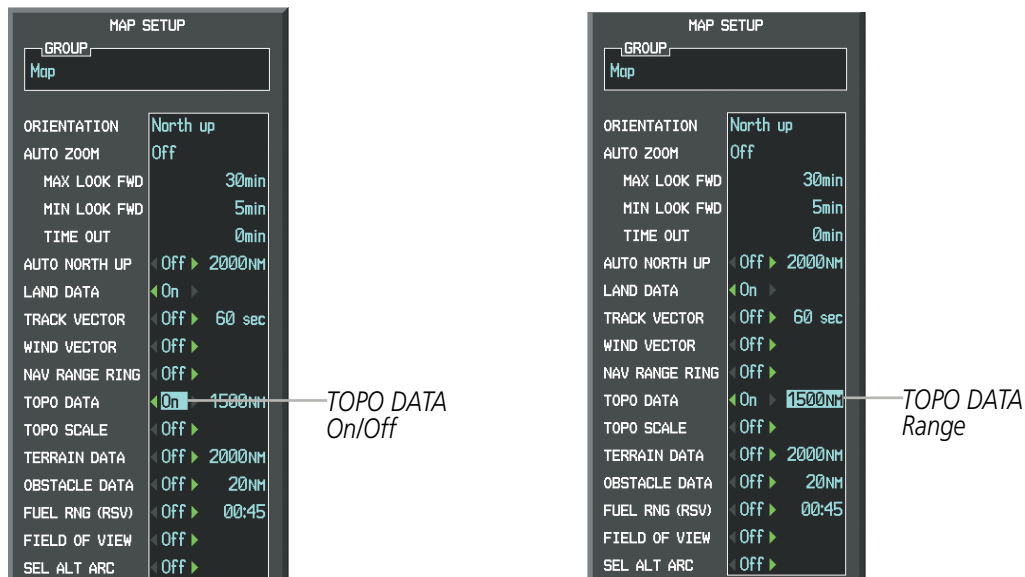 MAP SETUP
GROUP
Map
ORIENTATION North up
AUTO ZOOM Off
MAX LOOK FWD 30min
MIN LOOK FWD 5min
TIME OUT 0min
AUTO NORTH UP Off 2000NM
LAND DATA On
TRACK VECTOR Off 60 sec
WIND VECTOR Off
NAV RANGE RING Off
TOPO DATA On 1500NM
TOPO SCALE Off
TERRAIN DATA Off 2000NM
OBSTACLE DATA Off 20NM
FUEL RNG (RSV) Off 00:45
FIELD OF VIEW Off
SEL ALT ARC Off
TOPO DATA
On/Off
MAP SETUP
GROUP
Map
ORIENTATION North up
AUTO ZOOM Off
MAX LOOK FWD 30min
MIN LOOK FWD 5min
TIME OUT 0min
AUTO NORTH UP Off 2000NM
LAND DATA On
TRACK VECTOR Off 60 sec
WIND VECTOR Off
NAV RANGE RING Off
TOPO DATA On 1500NM
TOPO SCALE Off
TERRAIN DATA Off 2000NM
OBSTACLE DATA Off 20NM
FUEL RNG (RSV) Off 00:45
FIELD OF VIEW Off
SEL ALT ARC Off
TOPO DATA
Range